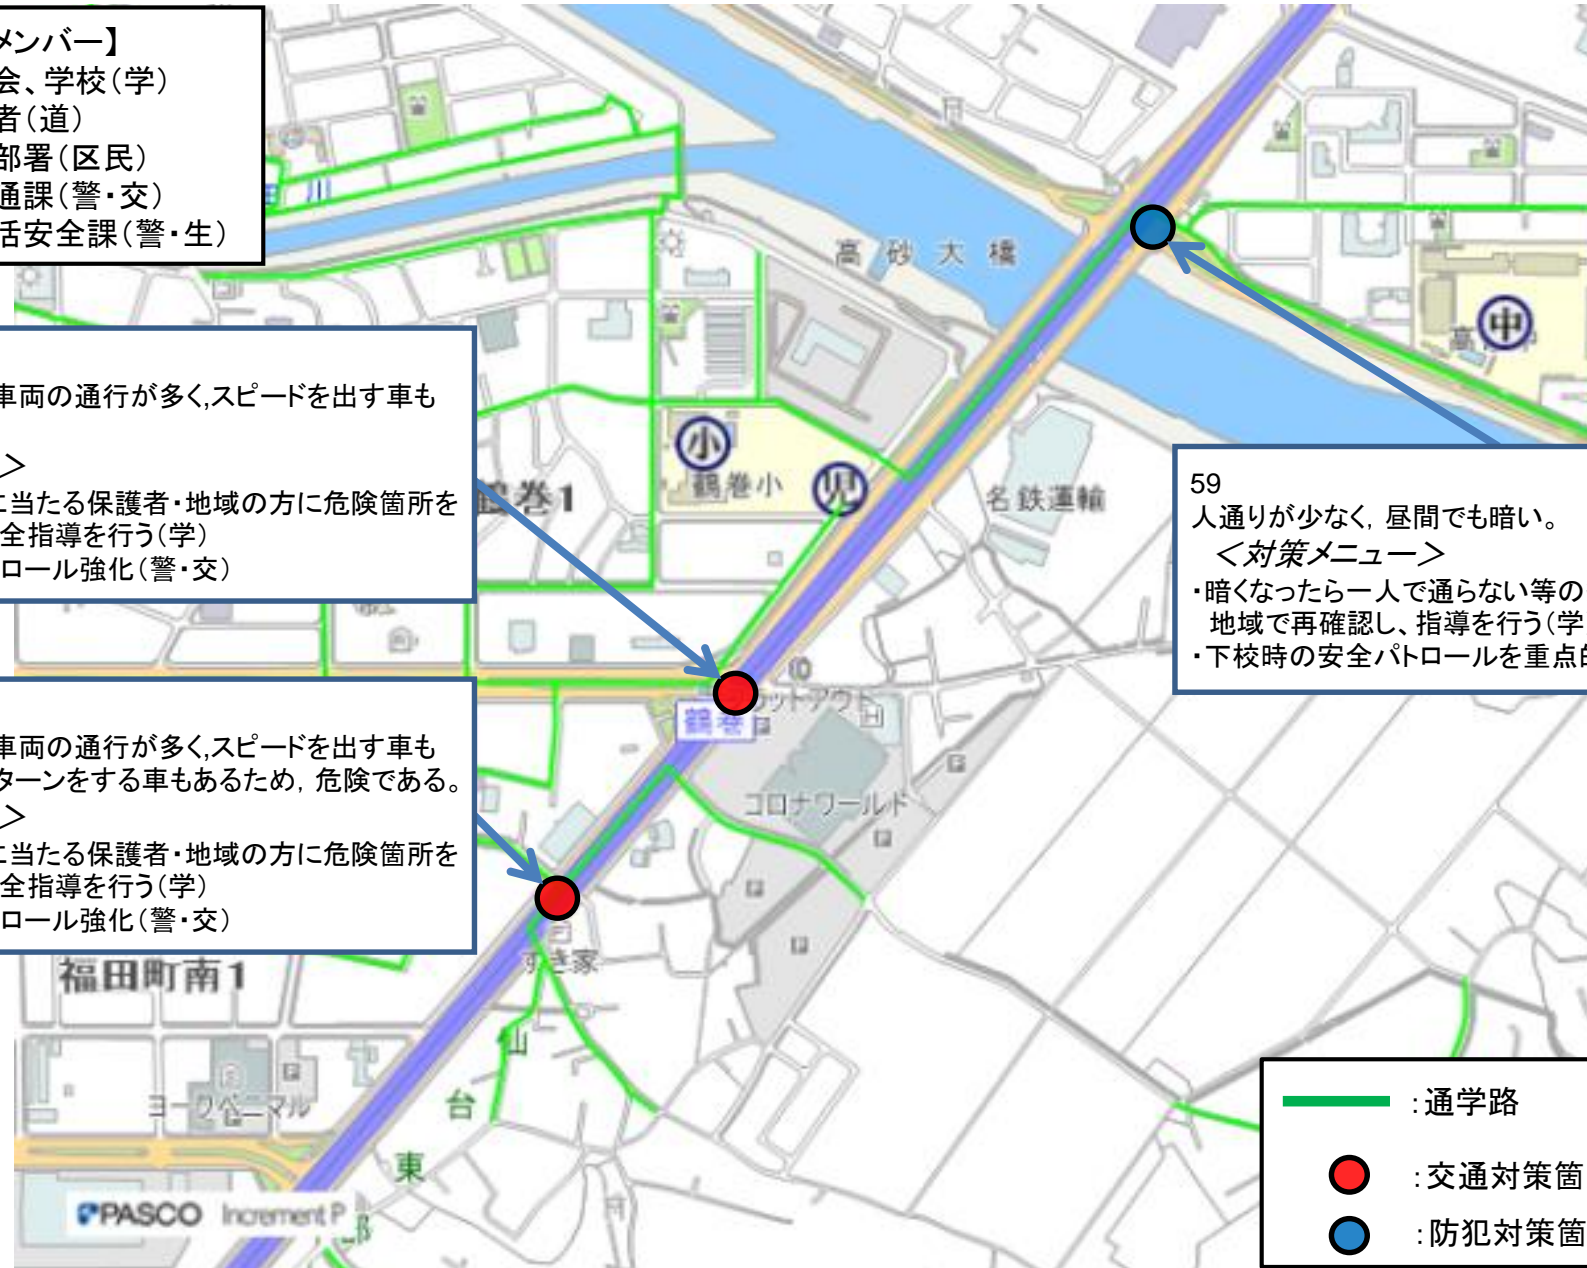 メンバー】
会、学校(学)
者(道)
部署(区民)
通課(警・交)
活安全課(警・生)
高砂大橋
中
車両の通行が多く,スピードを出す車も
＞
に当たる保護者・地域の方に危険箇所を
全指導を行う(学)
ロール強化(警・交)
小
鶴巻小
児
鶴巻1
名鉄運輸
59
人通りが少なく，昼間でも暗い。
＜対策メニュー＞
・暗くなったら一人で通らない等の
地域で再確認し、指導を行う(学
・下校時の安全パトロールを重点的
鶴巻
コロナワールド
車両の通行が多く,スピードを出す車も
ターンをする車もあるため，危険である。
＞
に当たる保護者・地域の方に危険箇所を
全指導を行う(学)
ロール強化(警・交)
すき家
福田町南1
仙
台
東
部
ヨークベニマル
PASCO Increment P
:通学路
:交通対策箇
:防犯対策箇